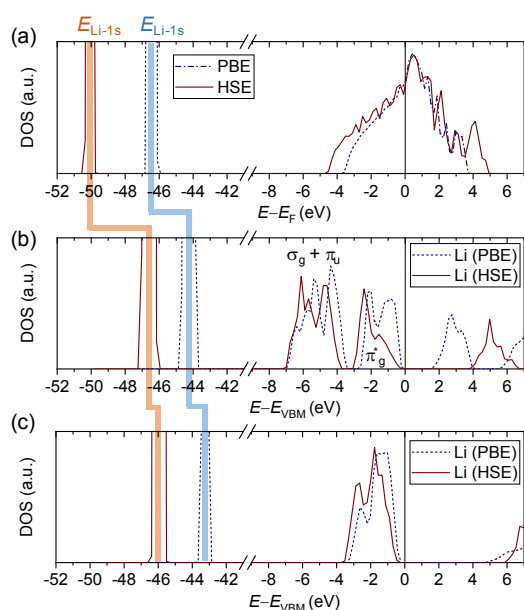 E_Li-1s E_Li-1s
(a)
PBE
HSE
DOS (a.u.)
-52 -50 -48 -46 -44 -42 -8 -6 -4 -2 0 2 4 6
E–E_F (eV)
(b)
σ_g + π_u
Li (PBE)
Li (HSE)
π*_g
DOS (a.u.)
-52 -50 -48 -46 -44 -42 -8 -6 -4 -2 0 2 4 6
E–E_VBM (eV)
(c)
Li (PBE)
Li (HSE)
DOS (a.u.)
-52 -50 -48 -46 -44 -42 -8 -6 -4 -2 0 2 4 6
E–E_VBM (eV)